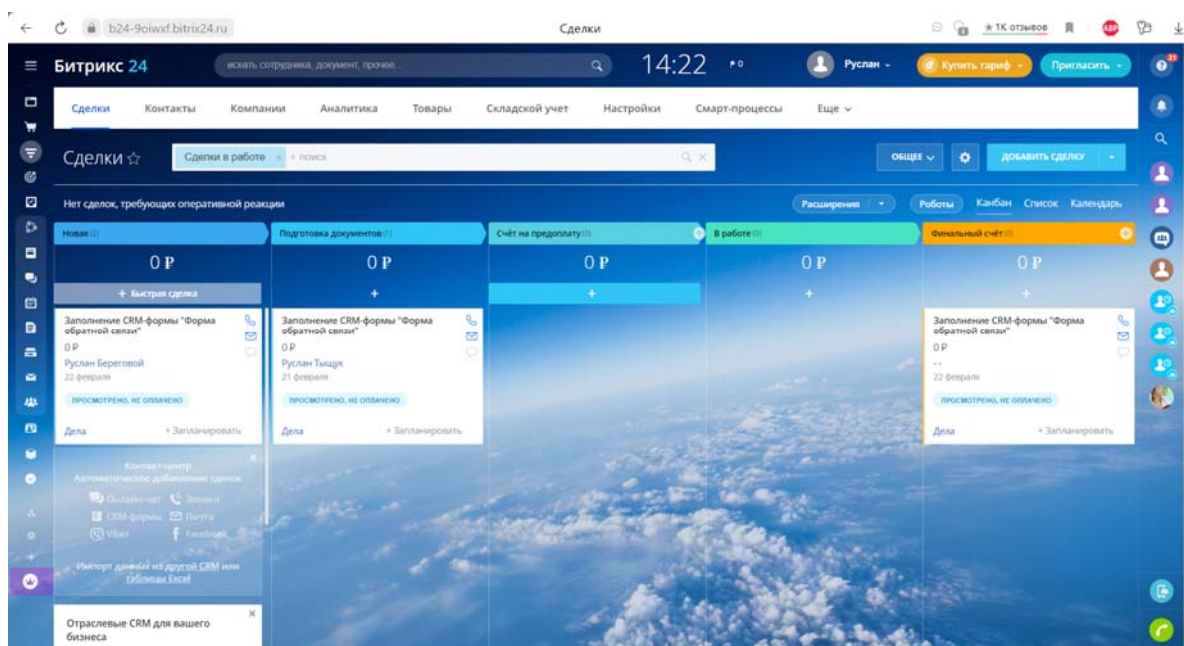 b24-9oiwxf.bitrix24.ru
Сделки
★ 1K отзывов
ABP
Битрикс 24
искать сотрудника, документ, прочее...
14:22
0
Руслан
Купить тариф
Пригласить
21
Сделки Контакты Компании Аналитика Товары Складской учет Настройки Смарт-процессы Еще
Сделки
Сделки в работе × + поиск
ОБЩЕЕ
ДОБАВИТЬ СДЕЛКУ
Нет сделок, требующих оперативной реакции
Расширения
Роботы Канбан Список Календарь
Новая (2) Подготовка документов (1) Счёт на предоплату (0) В работе (0) Финальный счёт (1)
0 ₽ 0 ₽ 0 ₽ 0 ₽ 0 ₽
+ Быстрая сделка + + + +
Заполнение CRM-формы "Форма
обратной связи"
0 ₽
Руслан Береговой
22 февраля
ПРОСМОТРЕНО, НЕ ОПЛАЧЕНО
Дела + Запланировать
Заполнение CRM-формы "Форма
обратной связи"
0 ₽
Руслан Тыщук
21 февраля
ПРОСМОТРЕНО, НЕ ОПЛАЧЕНО
Дела + Запланировать
Заполнение CRM-формы "Форма
обратной связи"
0 ₽
- -
22 февраля
ПРОСМОТРЕНО, НЕ ОПЛАЧЕНО
Дела + Запланировать
Контакт-центр
Автоматическое добавление сделок
Онлайн-чат Звонки
CRM-формы Почта
Viber Facebook
Импорт данных из другой CRM или
таблицы Excel
Отраслевые CRM для вашего
бизнеса